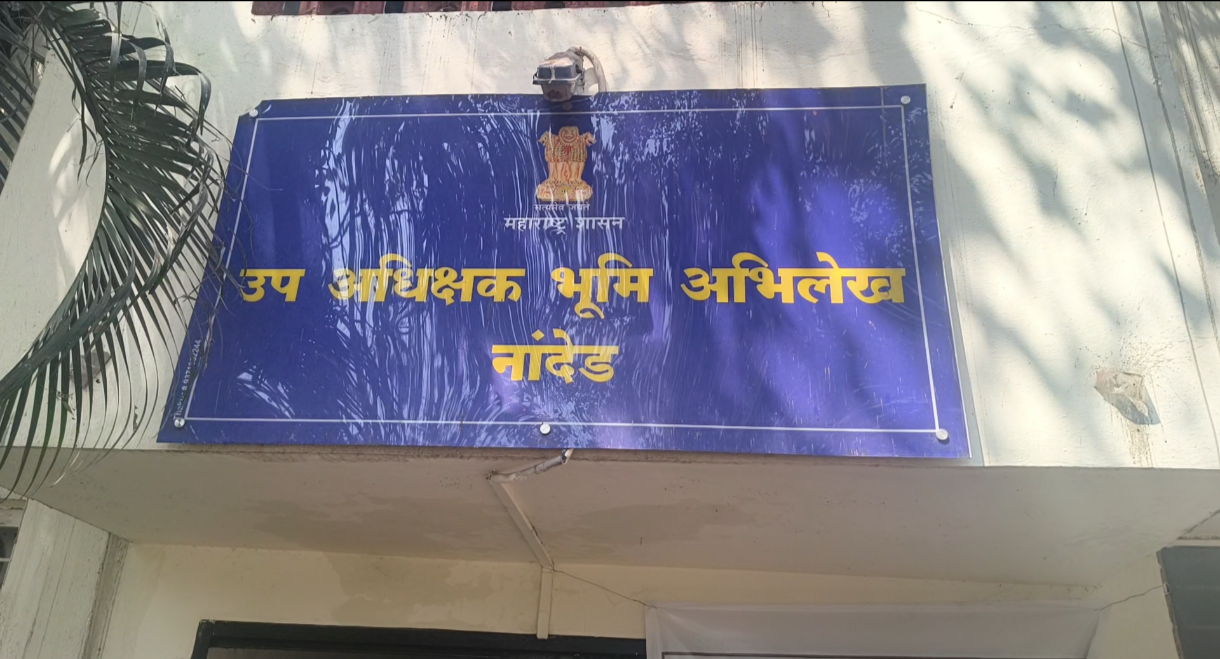 सत्यमेव जयते
महाराष्ट्र शासन
उप अधिक्षक भूमि अभिलेख
नांदेड